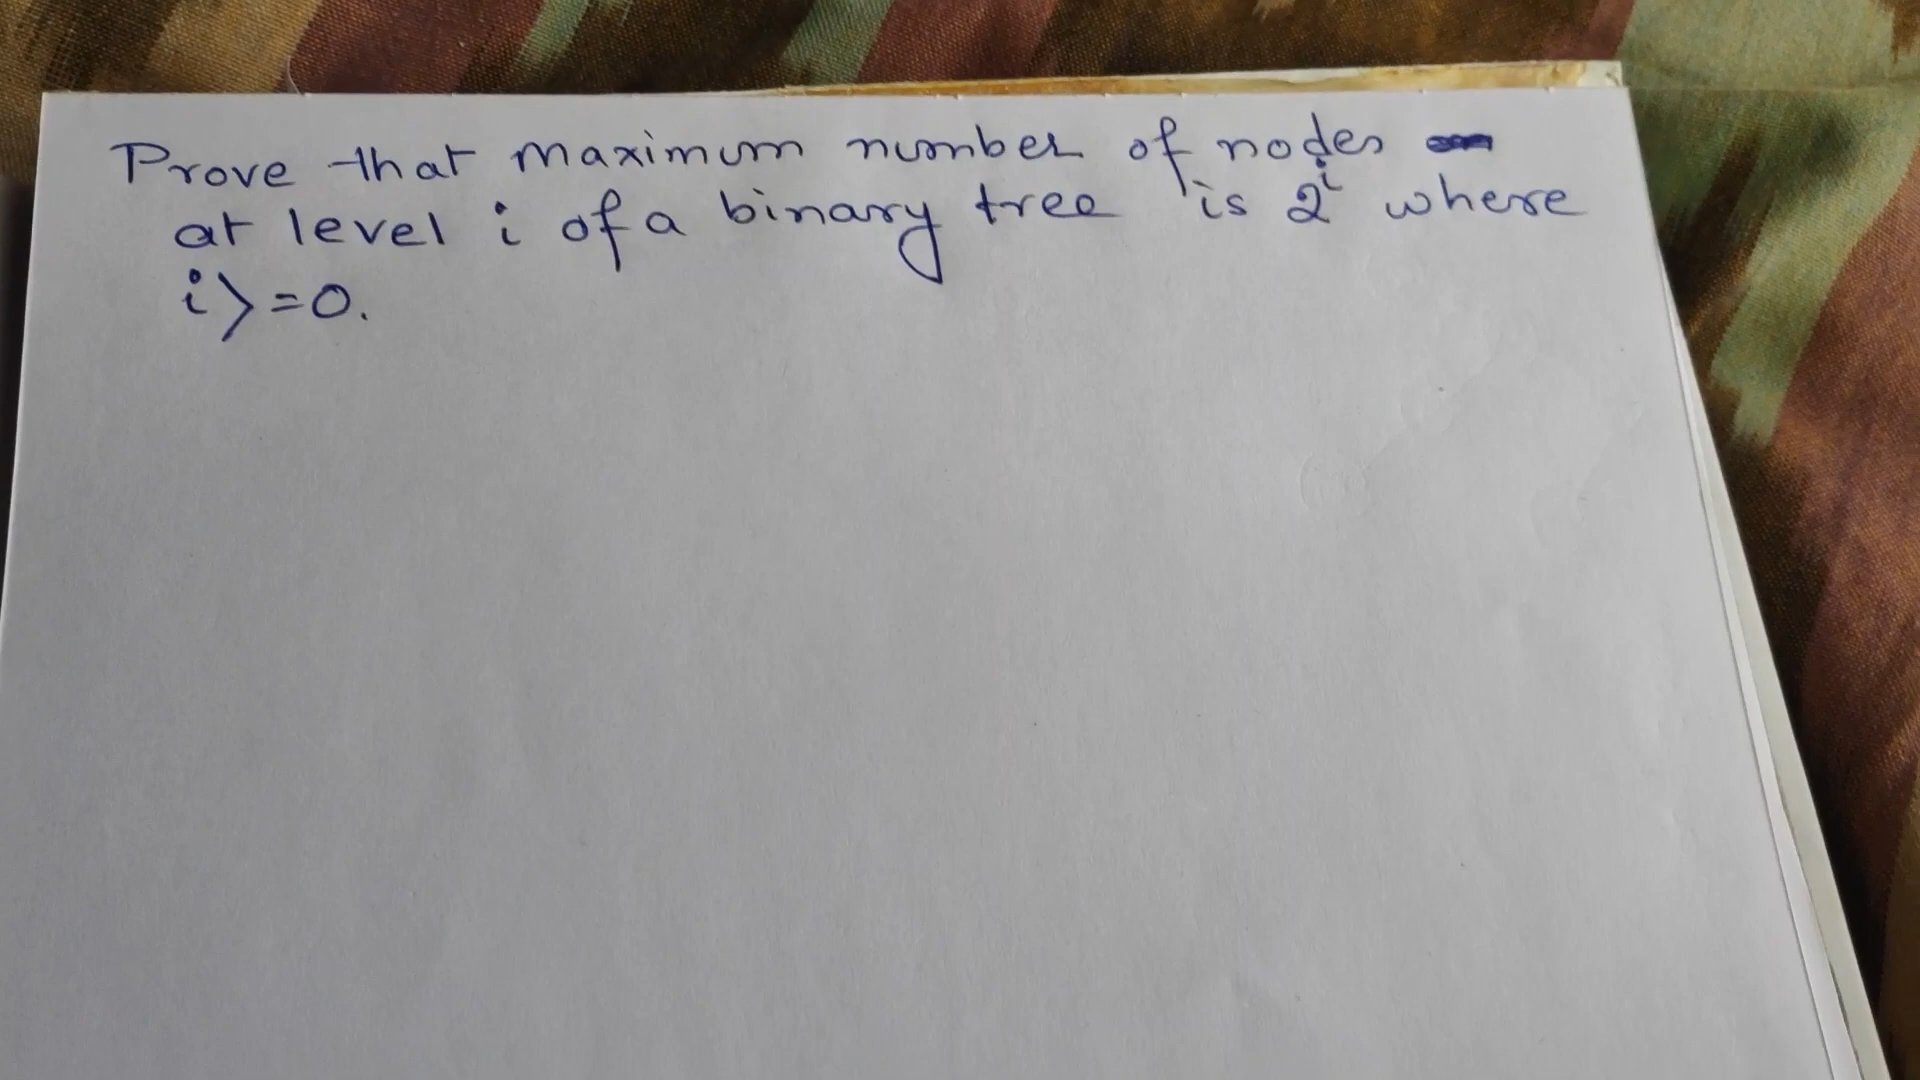 Prove that maximum number of nodes
at level i of a binary tree is 2^i where
i>=0.